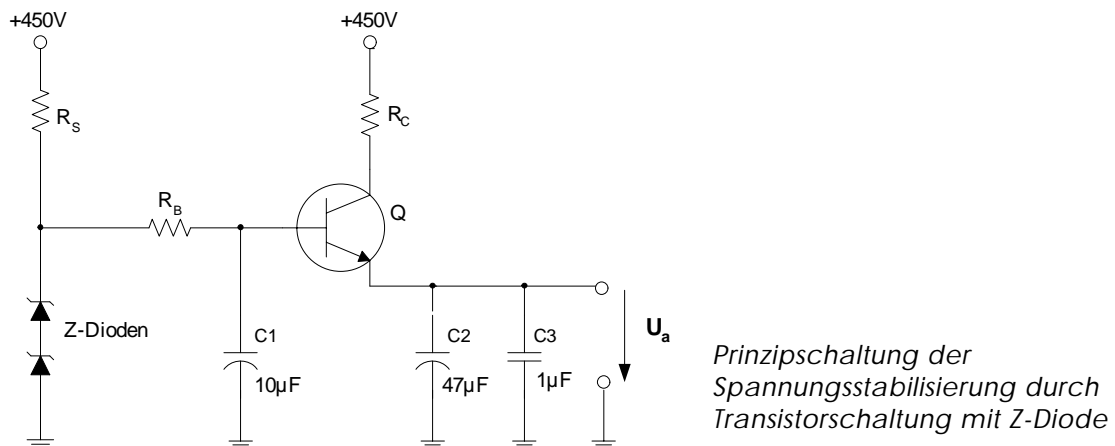 +450V
+450V
R_S
R_C
R_B
Q
Z-Dioden
C1
10µF
C2
47µF
C3
1µF
U_a
Prinzipschaltung der
Spannungsstabilisierung durch
Transistorschaltung mit Z-Diode